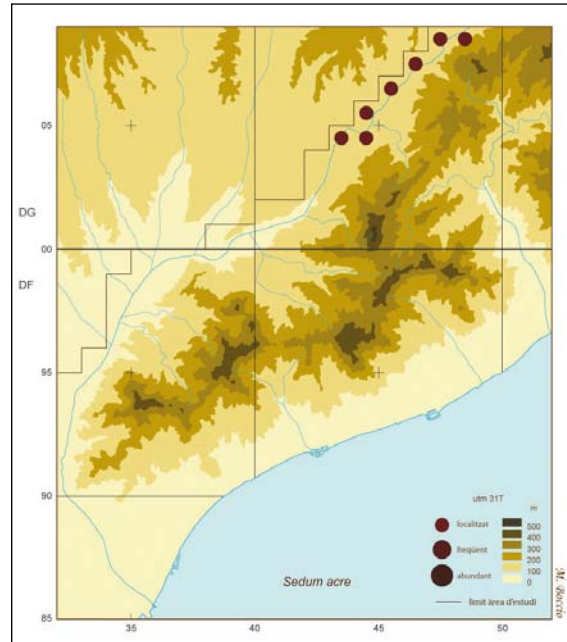 05
DG
00
DF
95
90
85
35
40
45
50
utm 31T
m
localitzat
freqüent
abundant
500
400
300
200
100
0
límit àrea d'estudi
Sedum acre
M. Boccio